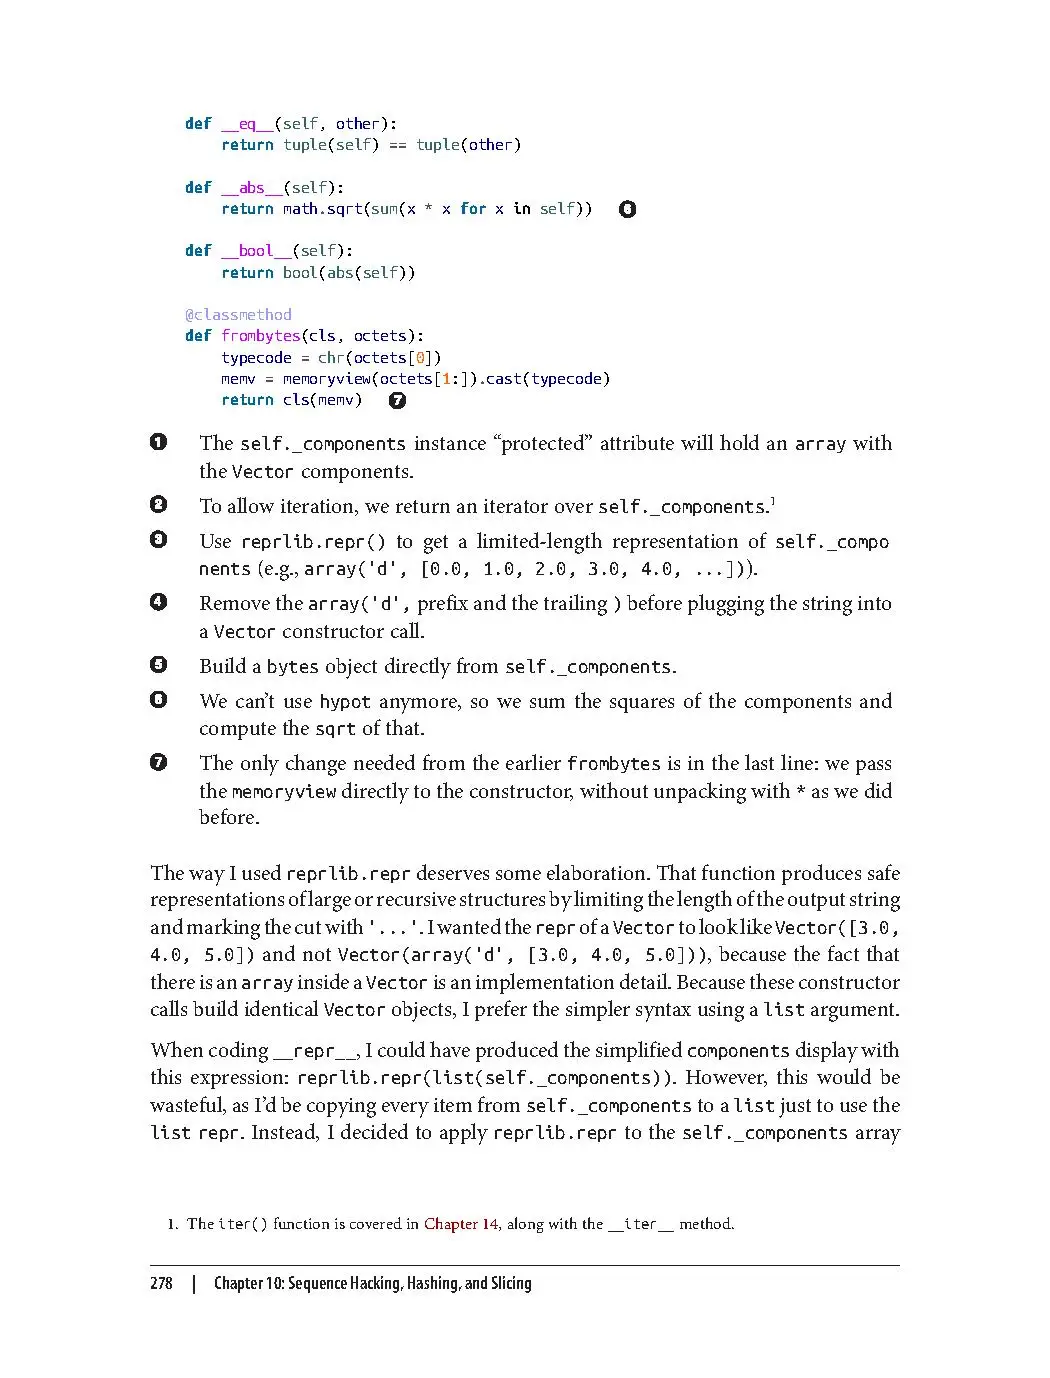 def __eq__(self, other):
return tuple(self) == tuple(other)
def __abs__(self):
return math.sqrt(sum(x * x for x in self)) 6
def __bool__(self):
return bool(abs(self))
@classmethod
def frombytes(cls, octets):
typecode = chr(octets[0])
memv = memoryview(octets[1:]).cast(typecode)
return cls(memv) 7
1 The self._components instance “protected” attribute will hold an array with
the Vector components.
2 To allow iteration, we return an iterator over self._components.1
3 Use reprlib.repr() to get a limited-length representation of self._compo
nents (e.g., array('d', [0.0, 1.0, 2.0, 3.0, 4.0, ...])).
4 Remove the array('d', prefix and the trailing ) before plugging the string into
a Vector constructor call.
5 Build a bytes object directly from self._components.
6 We can’t use hypot anymore, so we sum the squares of the components and
compute the sqrt of that.
7 The only change needed from the earlier frombytes is in the last line: we pass
the memoryview directly to the constructor, without unpacking with * as we did
before.
The way I used reprlib.repr deserves some elaboration. That function produces safe
representations of large or recursive structures by limiting the length of the output string
and marking the cut with '...'. I wanted the repr of a Vector to look like Vector([3.0,
4.0, 5.0]) and not Vector(array('d', [3.0, 4.0, 5.0])), because the fact that
there is an array inside a Vector is an implementation detail. Because these constructor
calls build identical Vector objects, I prefer the simpler syntax using a list argument.
When coding __repr__, I could have produced the simplified components display with
this expression: reprlib.repr(list(self._components)). However, this would be
wasteful, as I’d be copying every item from self._components to a list just to use the
list repr. Instead, I decided to apply reprlib.repr to the self._components array
1. The iter() function is covered in Chapter 14, along with the __iter__ method.
278 | Chapter 10: Sequence Hacking, Hashing, and Slicing